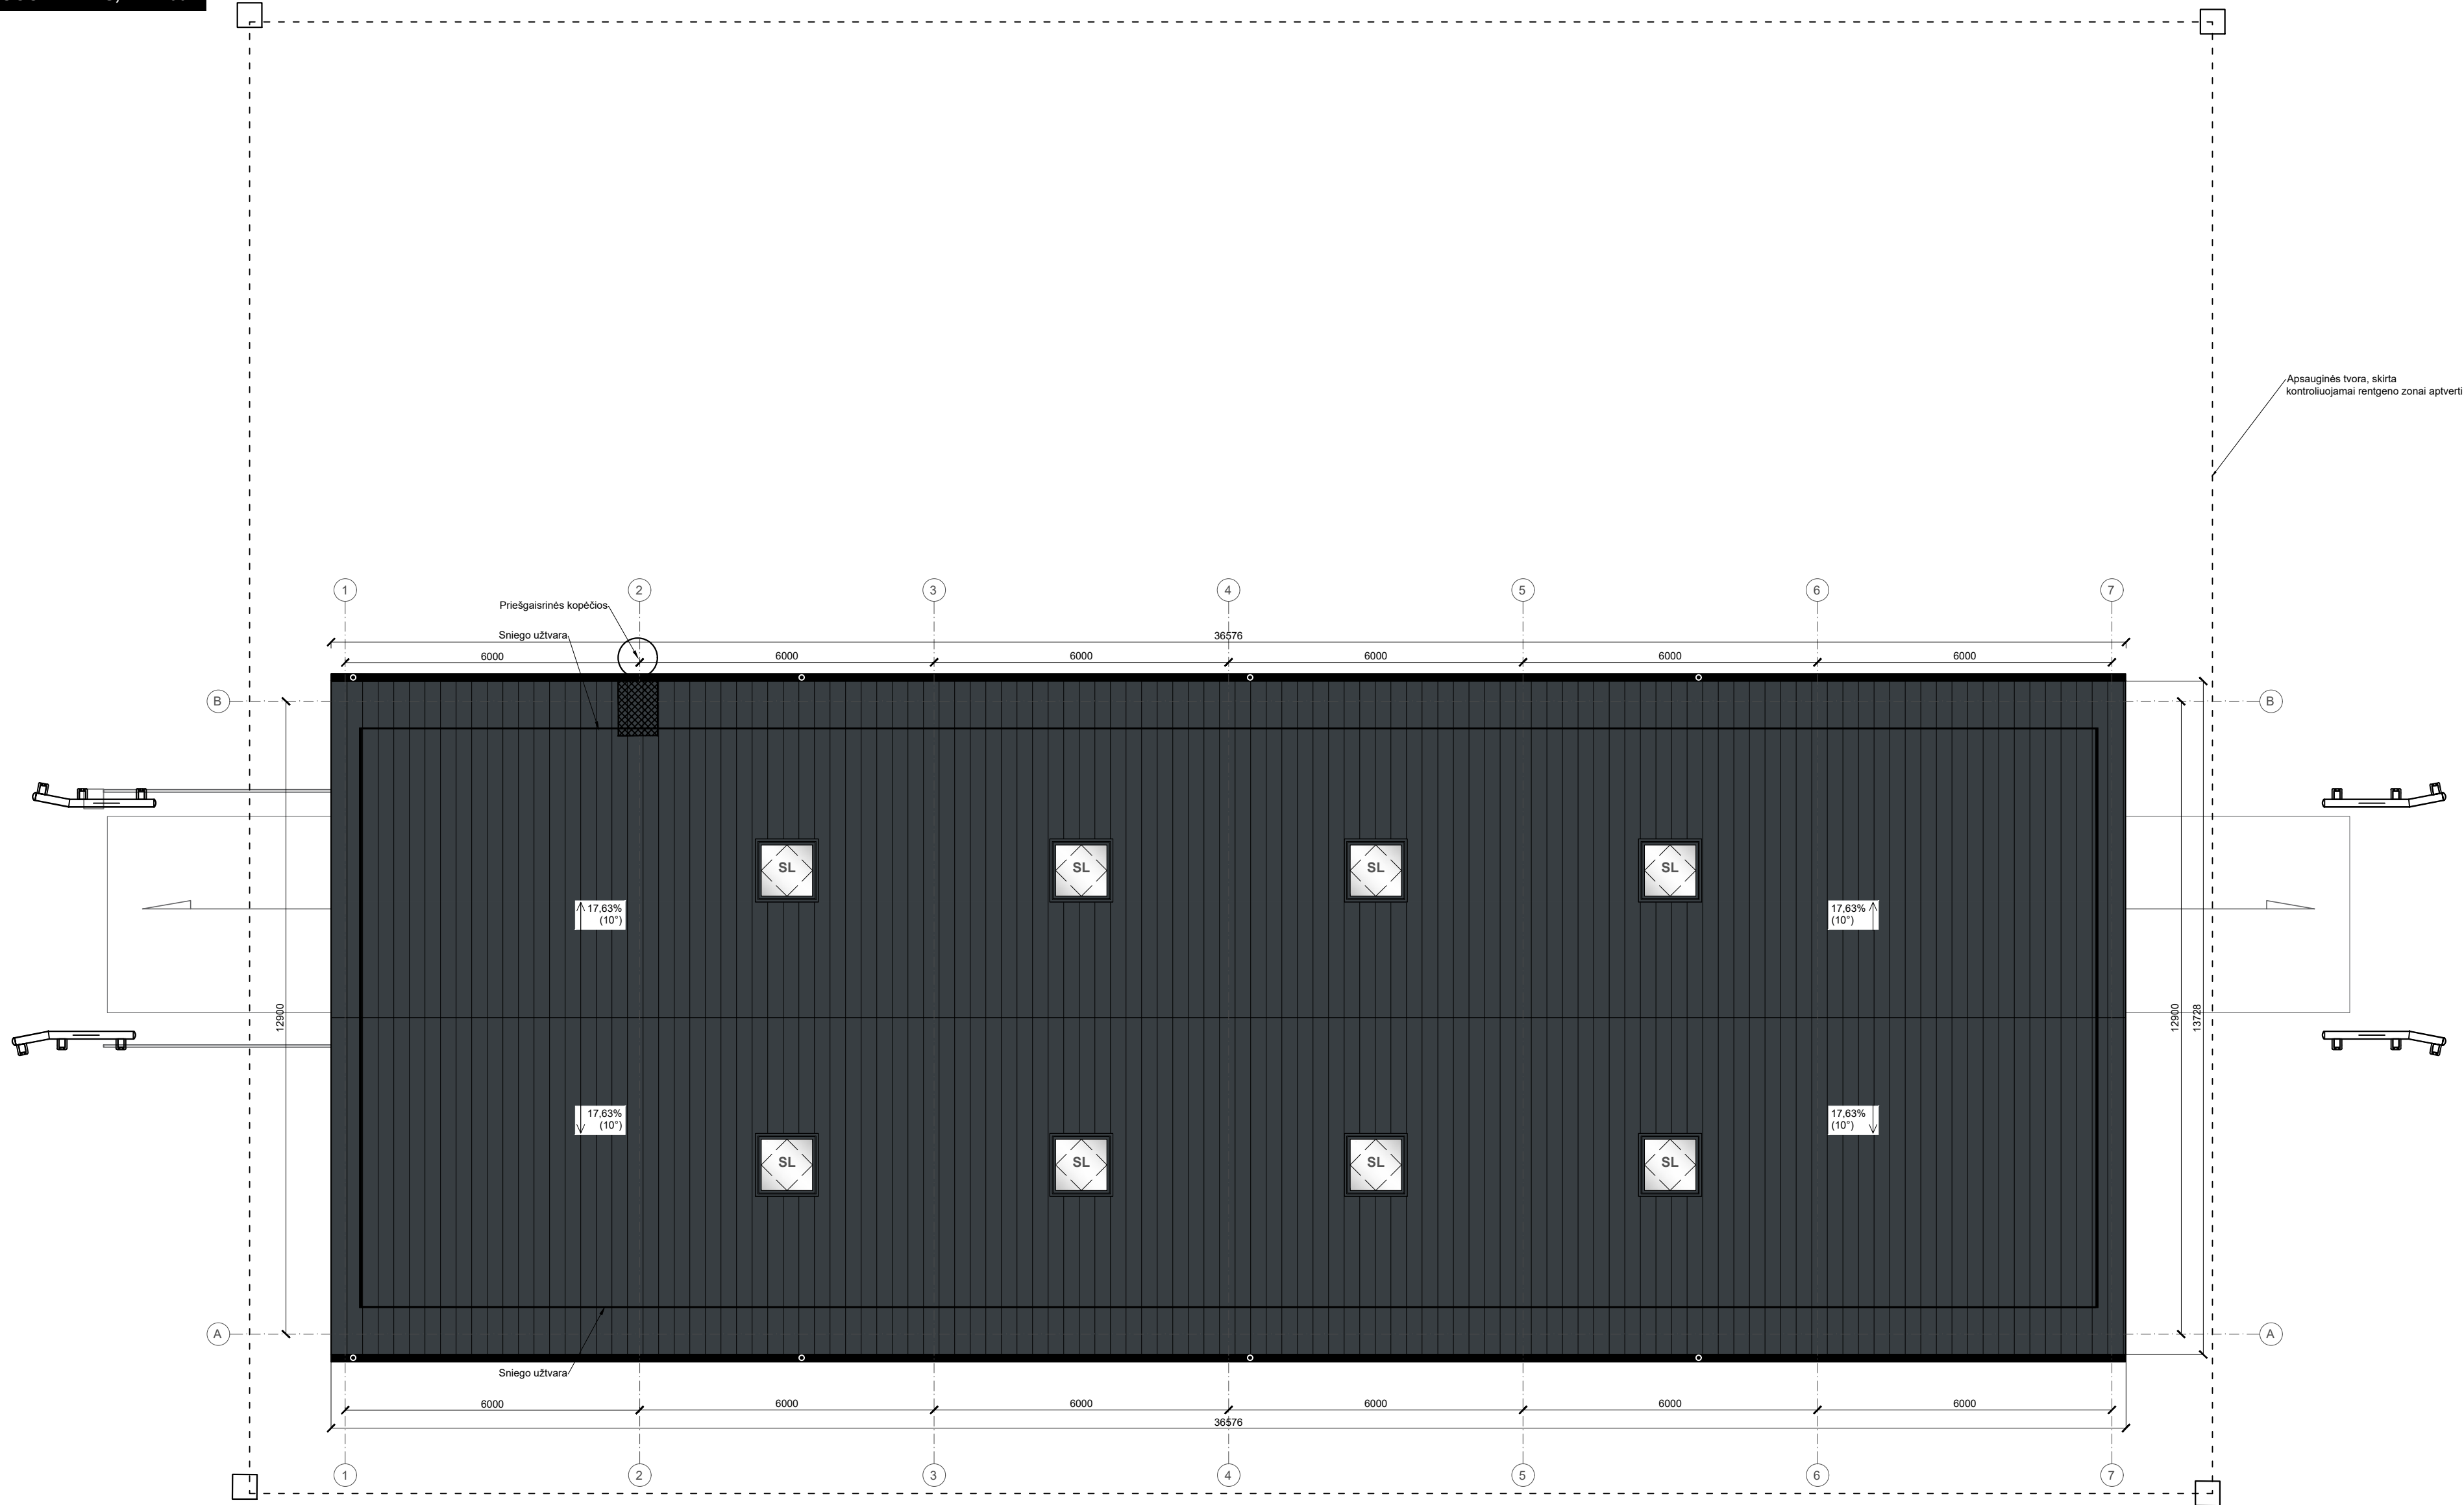 Apsauginės tvora, skirta
kontroliuojamai rentgeno zonai aptverti
1 2 3 4 5 6 7
Priešgaisrinės kopėčios
Sniego užtvara
36576
6000 6000 6000 6000 6000 6000
B B
SL SL SL SL
17,63%
(10°)
17,63%
(10°)
12900
12900
13728
17,63%
(10°)
17,63%
(10°)
SL SL SL SL
A A
Sniego užtvara
6000 6000 6000 6000 6000 6000
36576
1 2 3 4 5 6 7